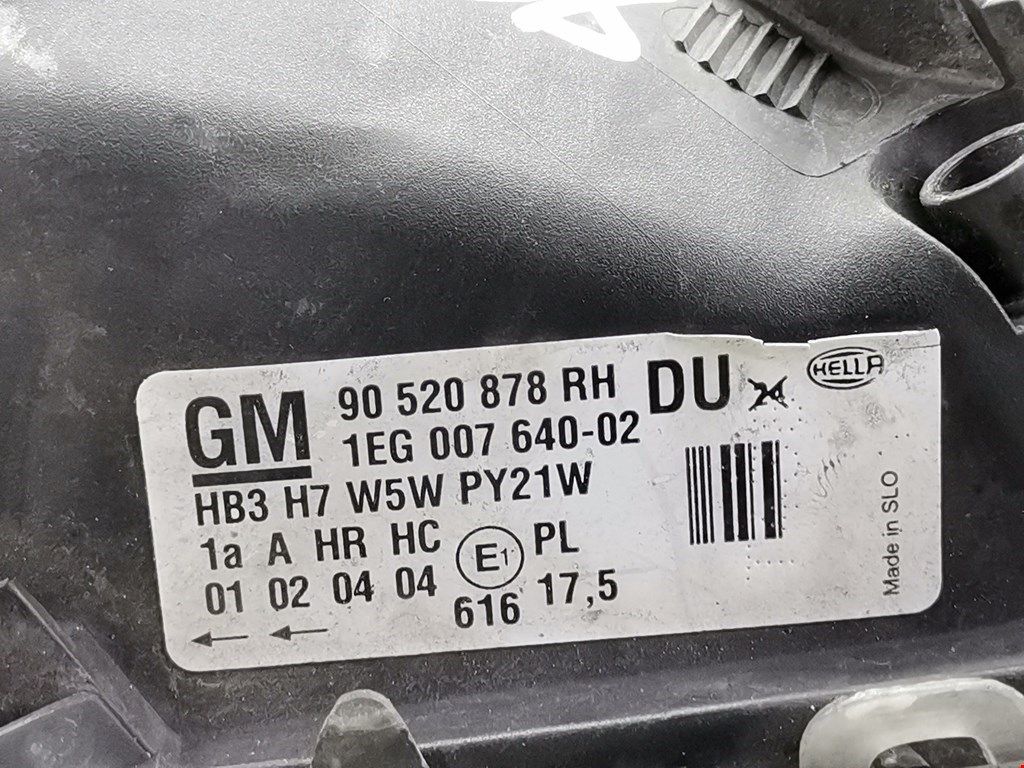 GM 90 520 878 RH DU 24 HELLA
1EG 007 640-02
HB3 H7 W5W PY21W
1a A HR HC E1 PL
01 02 04 04 616 17,5
Made in SLO